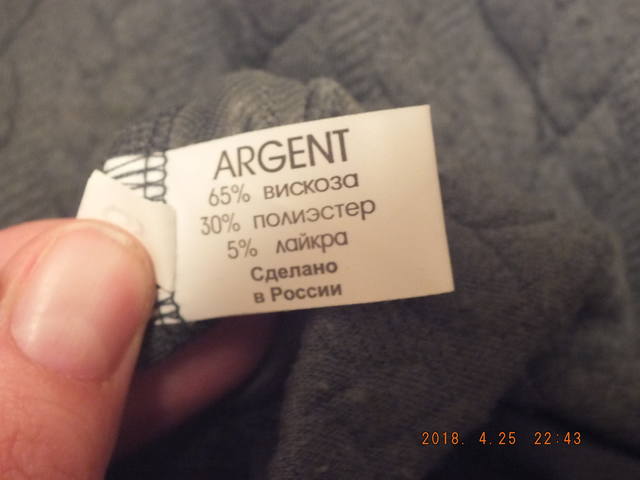 ARGENT
65% вискоза
30% полиэстер
5% лайкра
Сделано
в России
2018. 4.25 22:43